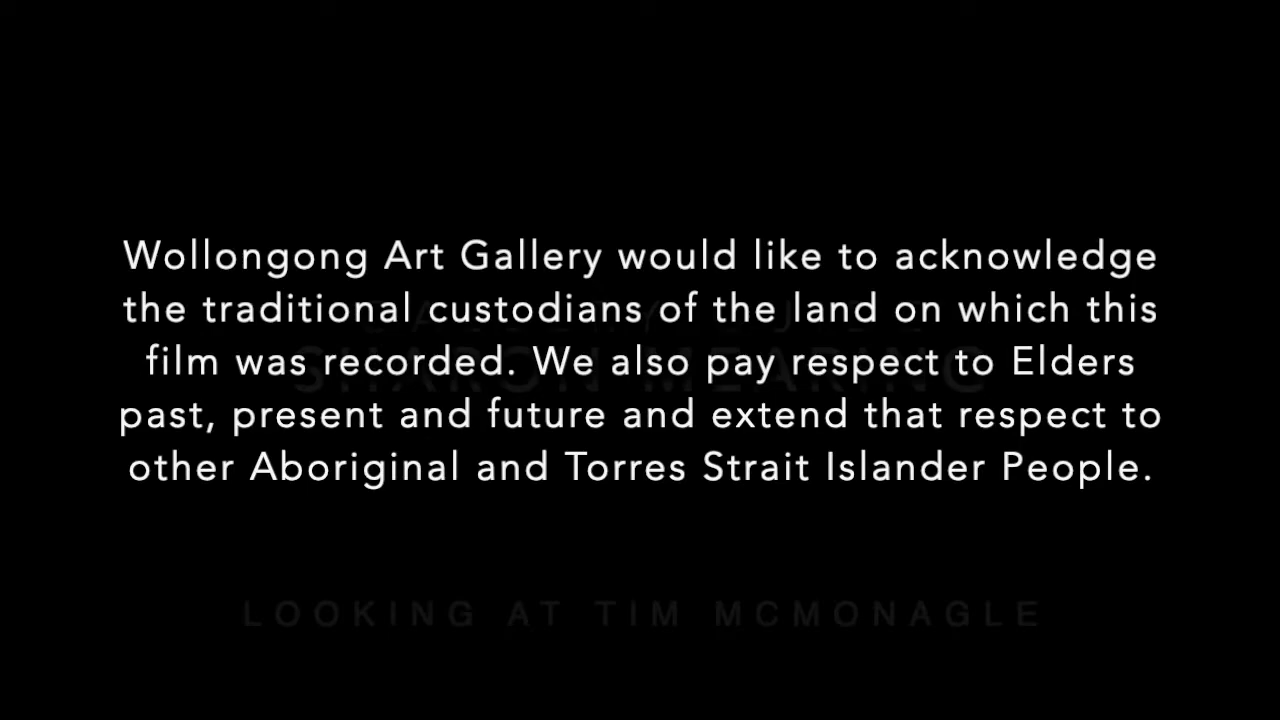 Wollongong Art Gallery would like to acknowledge
the traditional custodians of the land on which this
film was recorded. We also pay respect to Elders
past, present and future and extend that respect to
other Aboriginal and Torres Strait Islander People.
SHARON MEARING
LOOKING AT TIM MCMONAGLE